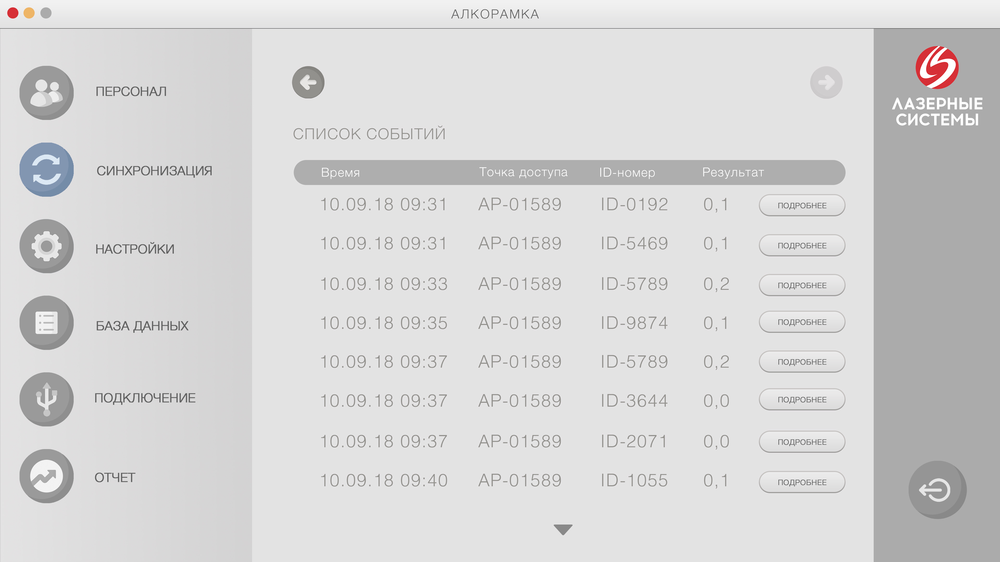 АЛКОРАМКА
ПЕРСОНАЛ
СИНХРОНИЗАЦИЯ
НАСТРОЙКИ
БАЗА ДАННЫХ
ПОДКЛЮЧЕНИЕ
ОТЧЕТ
СПИСОК СОБЫТИЙ
Время Точка доступа ID-номер Результат
10.09.18 09:31 AP-01589 ID-0192 0,1 ПОДРОБНЕЕ
10.09.18 09:31 AP-01589 ID-5469 0,1 ПОДРОБНЕЕ
10.09.18 09:33 AP-01589 ID-5789 0,2 ПОДРОБНЕЕ
10.09.18 09:35 AP-01589 ID-9874 0,1 ПОДРОБНЕЕ
10.09.18 09:37 AP-01589 ID-5789 0,2 ПОДРОБНЕЕ
10.09.18 09:37 AP-01589 ID-3644 0,0 ПОДРОБНЕЕ
10.09.18 09:37 AP-01589 ID-2071 0,0 ПОДРОБНЕЕ
10.09.18 09:40 AP-01589 ID-1055 0,1 ПОДРОБНЕЕ
ЛАЗЕРНЫЕ
СИСТЕМЫ